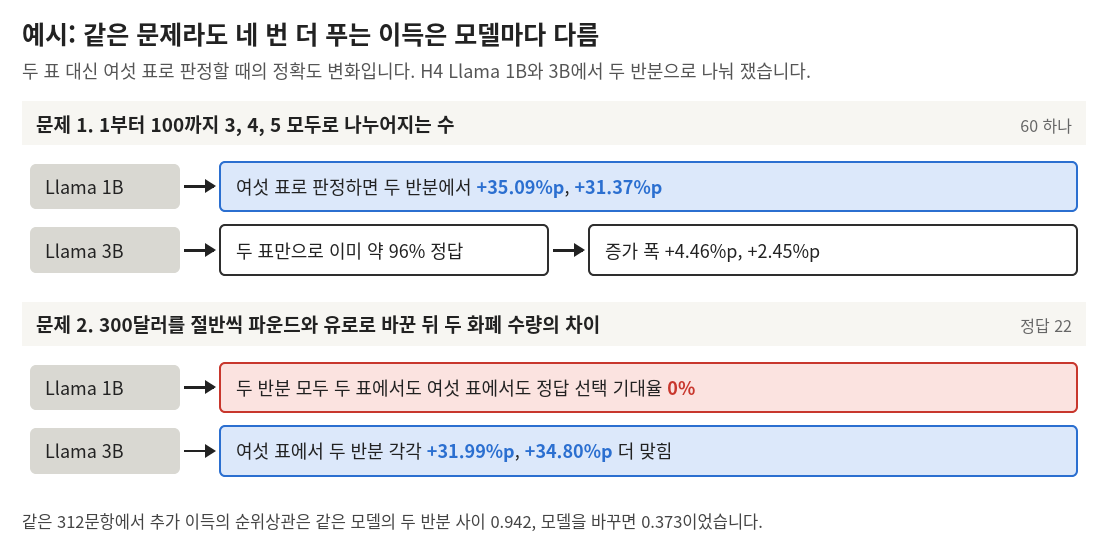 예시: 같은 문제라도 네 번 더 푸는 이득은 모델마다 다름
두 표 대신 여섯 표로 판정할 때의 정확도 변화입니다. H4 Llama 1B와 3B에서 두 반분으로 나눠 쟀습니다.
문제 1. 1부터 100까지 3, 4, 5 모두로 나누어지는 수
60 하나
Llama 1B
여섯 표로 판정하면 두 반분에서 +35.09%p, +31.37%p
Llama 3B
두 표만으로 이미 약 96% 정답
증가 폭 +4.46%p, +2.45%p
문제 2. 300달러를 절반씩 파운드와 유로로 바꾼 뒤 두 화폐 수량의 차이
정답 22
Llama 1B
두 반분 모두 두 표에서도 여섯 표에서도 정답 선택 기대율 0%
Llama 3B
여섯 표에서 두 반분 각각 +31.99%p, +34.80%p 더 맞힘
같은 312문항에서 추가 이득의 순위상관은 같은 모델의 두 반분 사이 0.942, 모델을 바꾸면 0.373이었습니다.